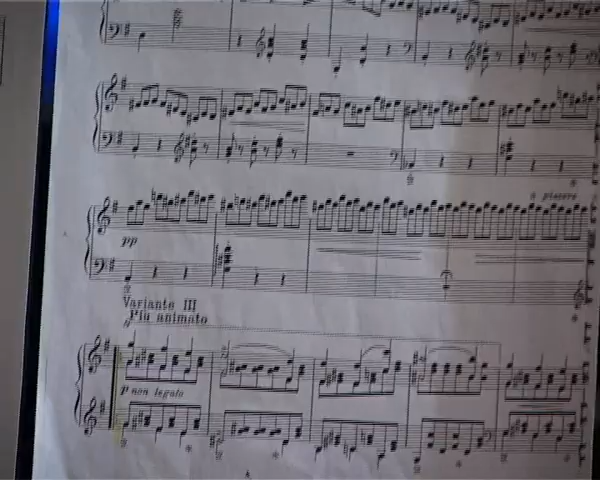 a piacere
pp
Variante III
Più animato
p non legato